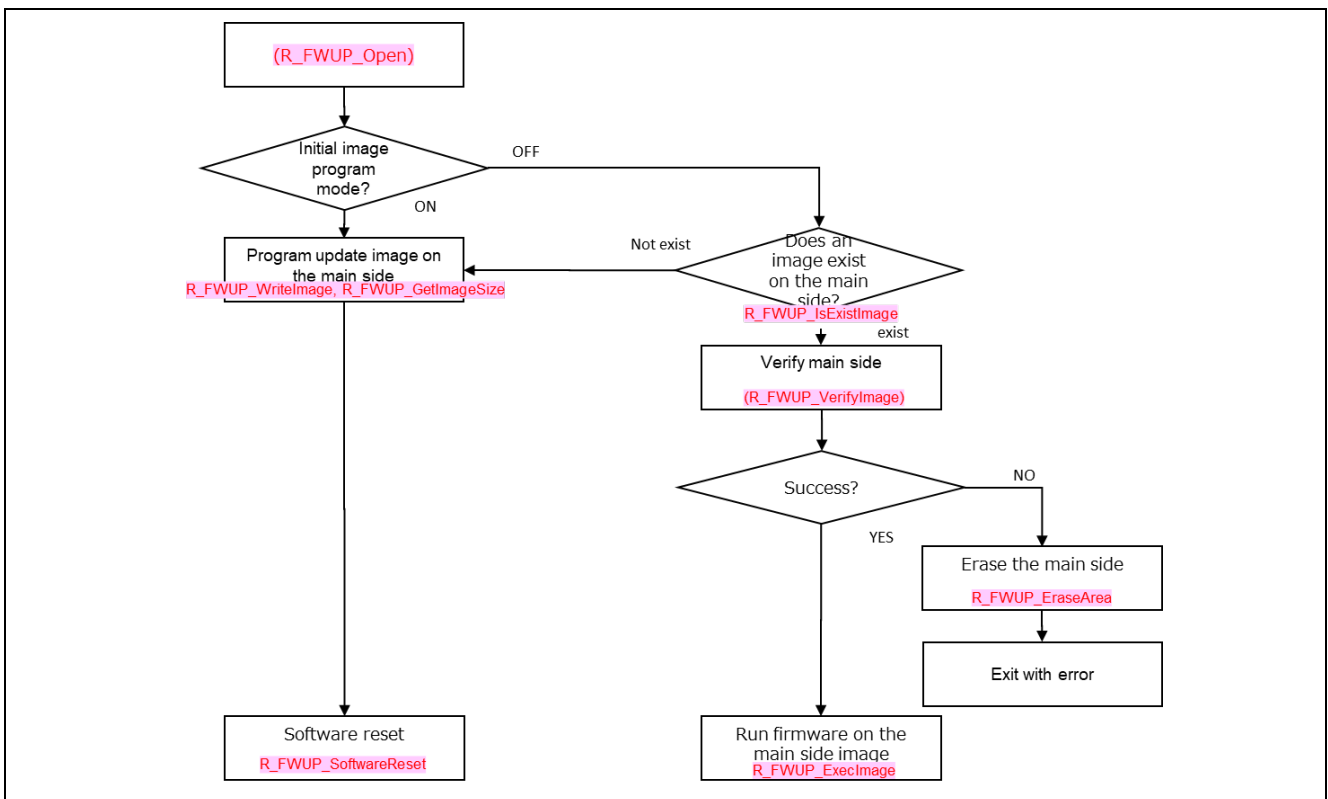 (R_FWUP_Open)
Initial image
program
mode?
OFF
ON
Program update image on
the main side
R_FWUP_WriteImage, R_FWUP_GetImageSize
Not exist
Does an
image exist
on the main
side?
R_FWUP_IsExistImage
exist
Verify main side
(R_FWUP_VerifyImage)
Success?
NO
YES
Erase the main side
R_FWUP_EraseArea
Exit with error
Software reset
R_FWUP_SoftwareReset
Run firmware on the
main side image
R_FWUP_ExecImage